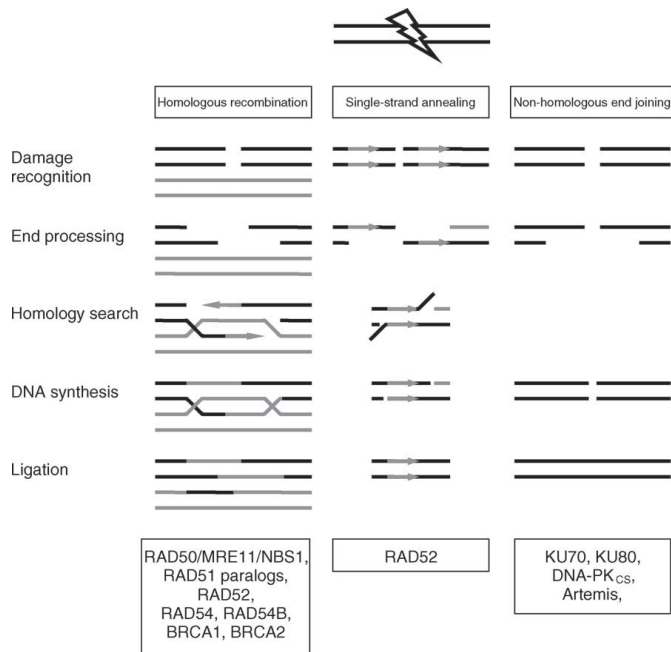 Homologous recombination
Single-strand annealing
Non-homologous end joining
Damage
recognition
End processing
Homology search
DNA synthesis
Ligation
RAD50/MRE11/NBS1,
RAD51 paralogs,
RAD52,
RAD54, RAD54B,
BRCA1, BRCA2
RAD52
KU70, KU80,
DNA-PKCS,
Artemis,